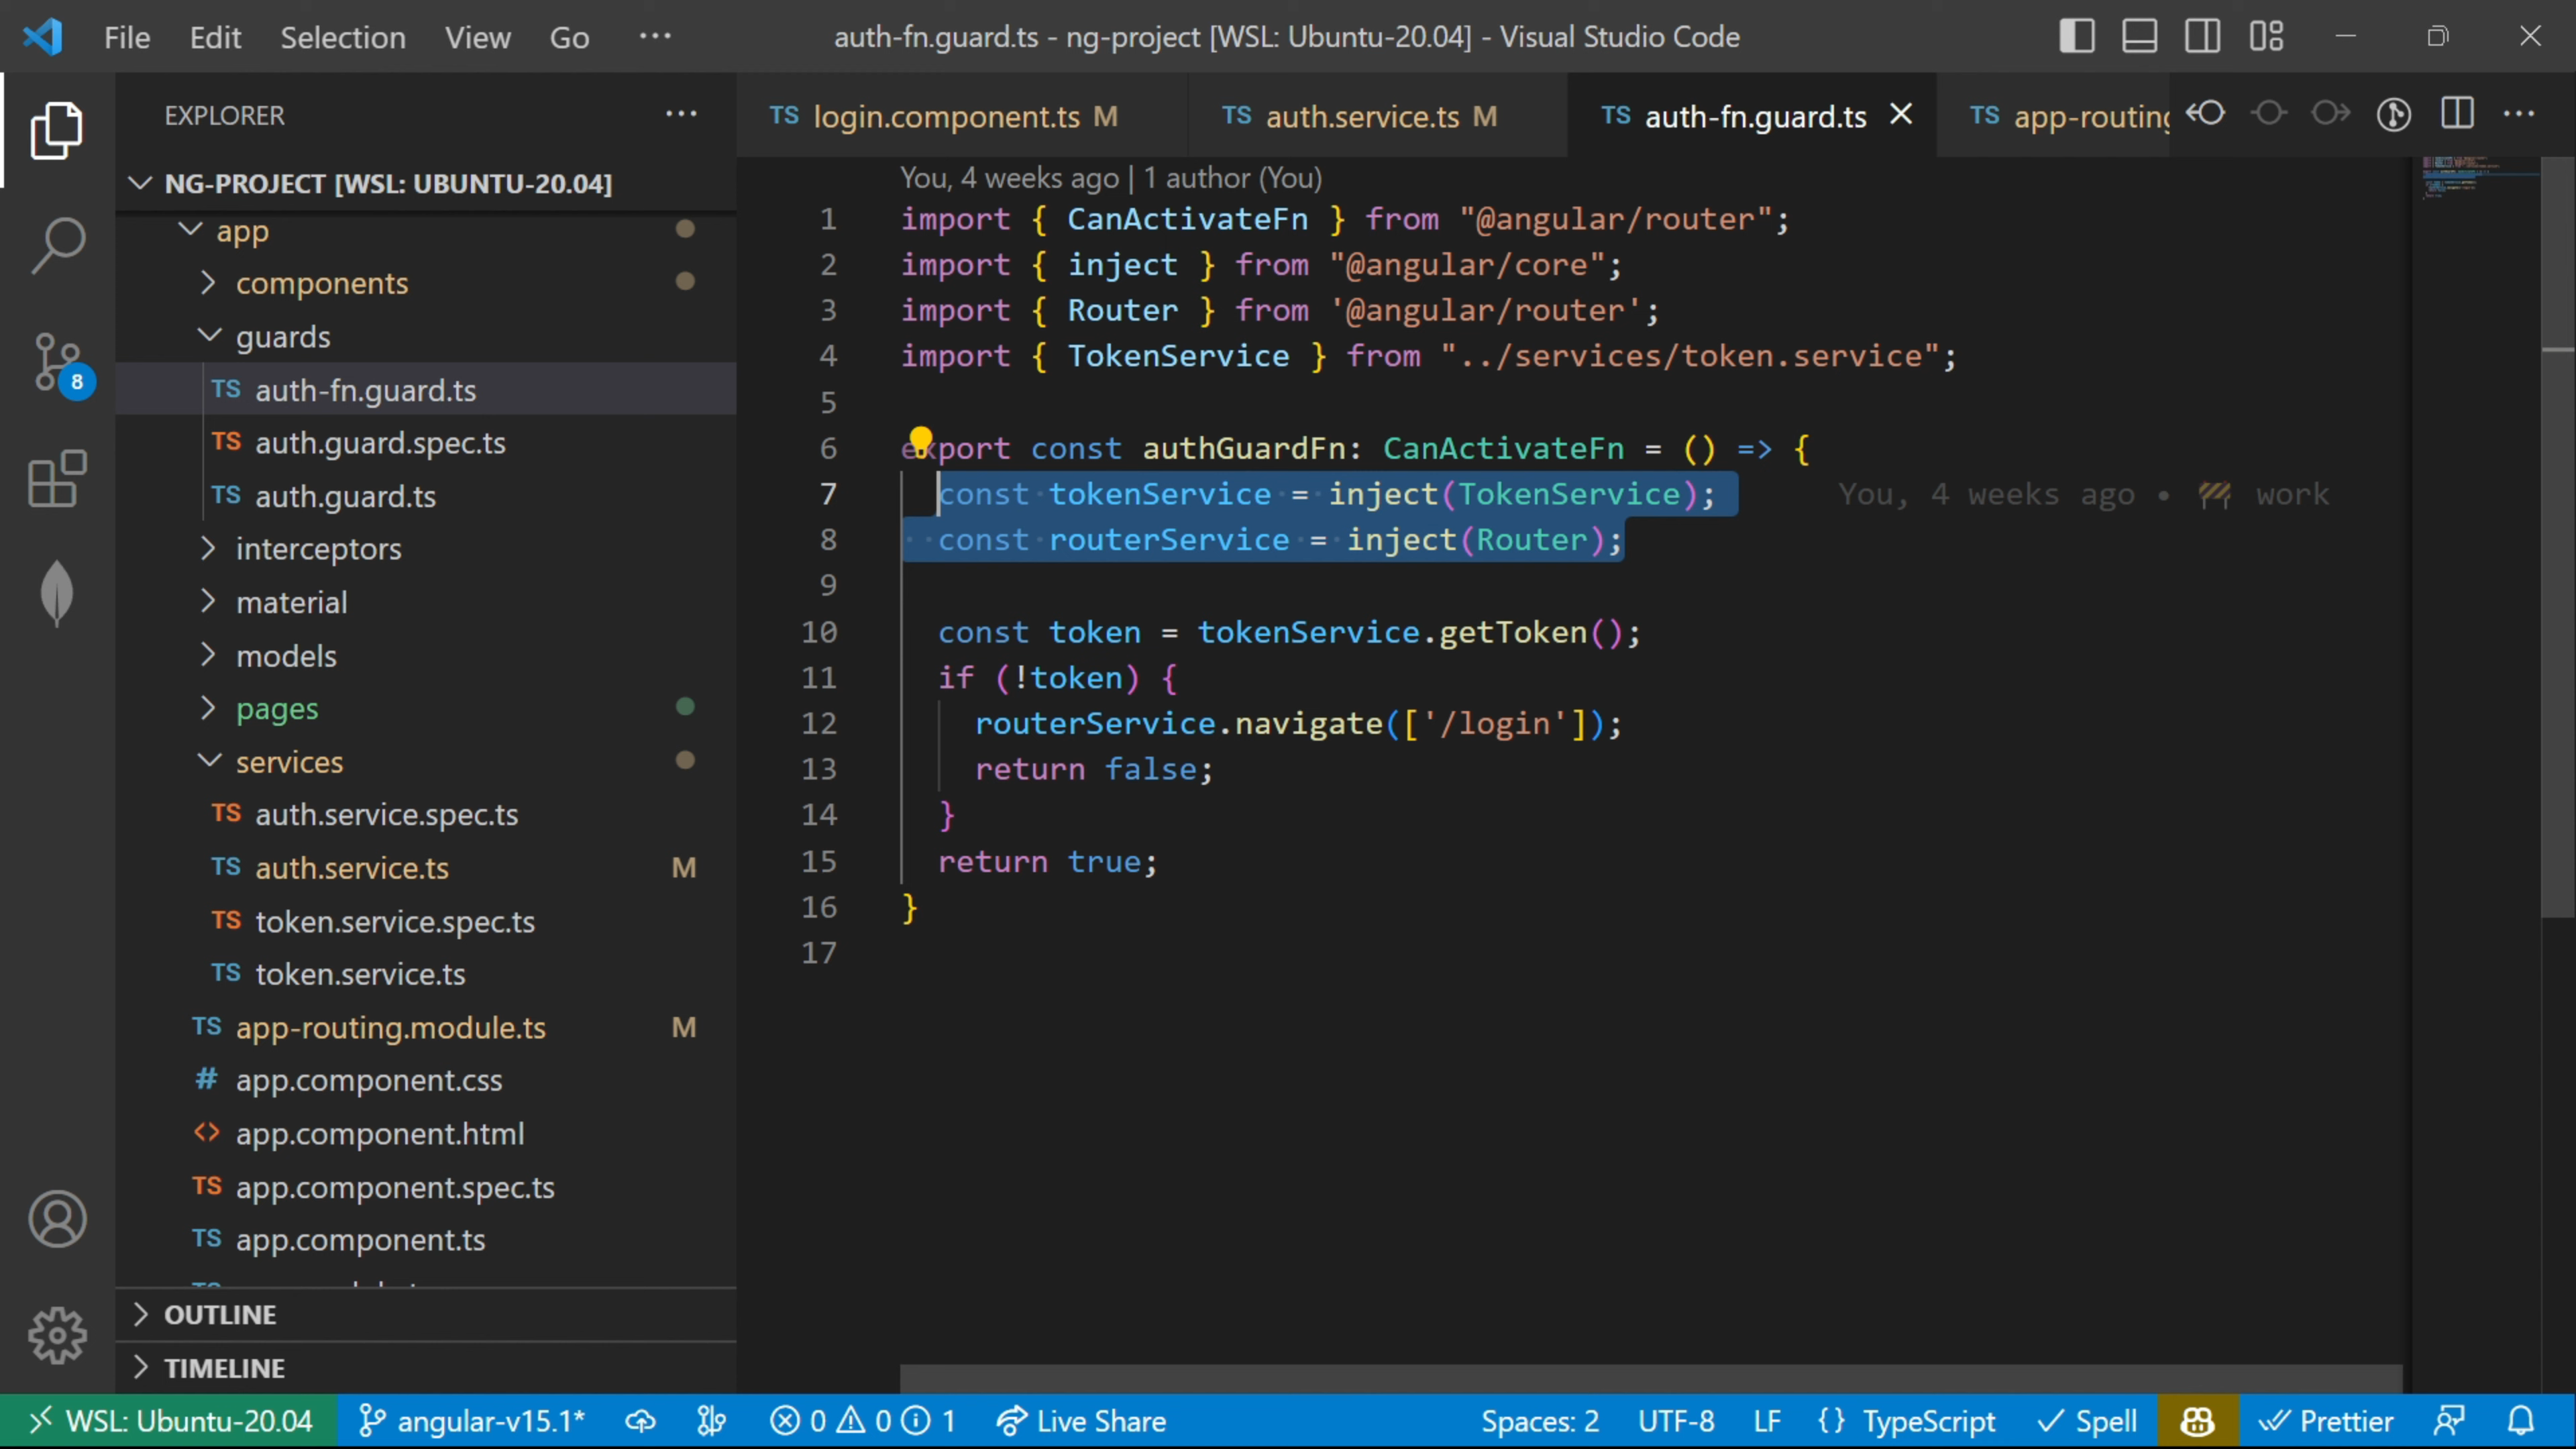 File Edit Selection View Go ··· auth-fn.guard.ts - ng-project [WSL: Ubuntu-20.04] - Visual Studio Code
EXPLORER ···
NG-PROJECT [WSL: UBUNTU-20.04]
app
components
guards
TS auth-fn.guard.ts
TS auth.guard.spec.ts
TS auth.guard.ts
interceptors
material
models
pages
services
TS auth.service.spec.ts
TS auth.service.ts M
TS token.service.spec.ts
TS token.service.ts
TS app-routing.module.ts M
# app.component.css
<> app.component.html
TS app.component.spec.ts
TS app.component.ts
OUTLINE
TIMELINE
8
TS login.component.ts M TS auth.service.ts M TS auth-fn.guard.ts TS app-routing
You, 4 weeks ago | 1 author (You)
1 import { CanActivateFn } from "@angular/router";
2 import { inject } from "@angular/core";
3 import { Router } from '@angular/router';
4 import { TokenService } from "../services/token.service";
5
6 export const authGuardFn: CanActivateFn = () => {
7 const tokenService = inject(TokenService); You, 4 weeks ago • 🚧 work
8 const routerService = inject(Router);
9
10 const token = tokenService.getToken();
11 if (!token) {
12 routerService.navigate(['/login']);
13 return false;
14 }
15 return true;
16 }
17
WSL: Ubuntu-20.04 angular-v15.1* 0 0 1 Live Share Spaces: 2 UTF-8 LF {} TypeScript Spell Prettier